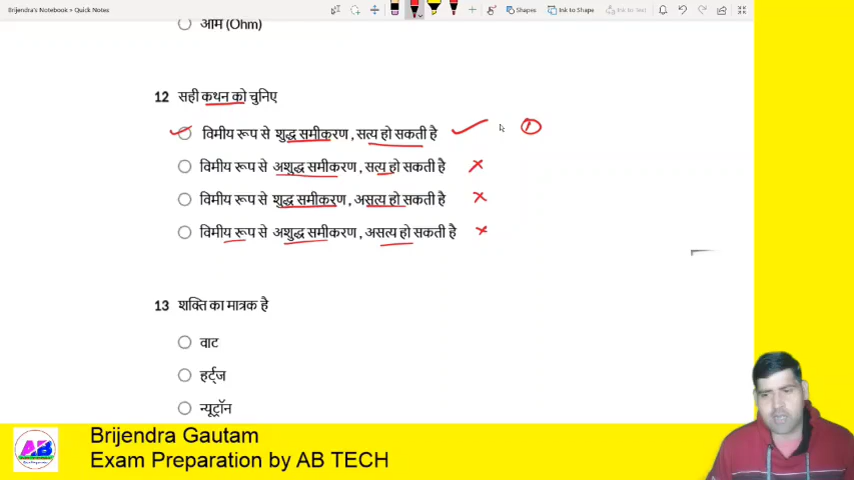 Brijendra's Notebook > Quick Notes
Shapes
Ink to Shape
Ink to Text
ओम (Ohm)
12 सही कथन को चुनिए
विमीय रूप से शुद्ध समीकरण , सत्य हो सकती है
1
विमीय रूप से अशुद्ध समीकरण , सत्य हो सकती है
विमीय रूप से शुद्ध समीकरण , असत्य हो सकती है
विमीय रूप से अशुद्ध समीकरण , असत्य हो सकती है
13 शक्ति का मात्रक है
वाट
हर्ट्ज
न्यूट्रॉन
AB
Brijendra Gautam
Exam Preparation by AB TECH